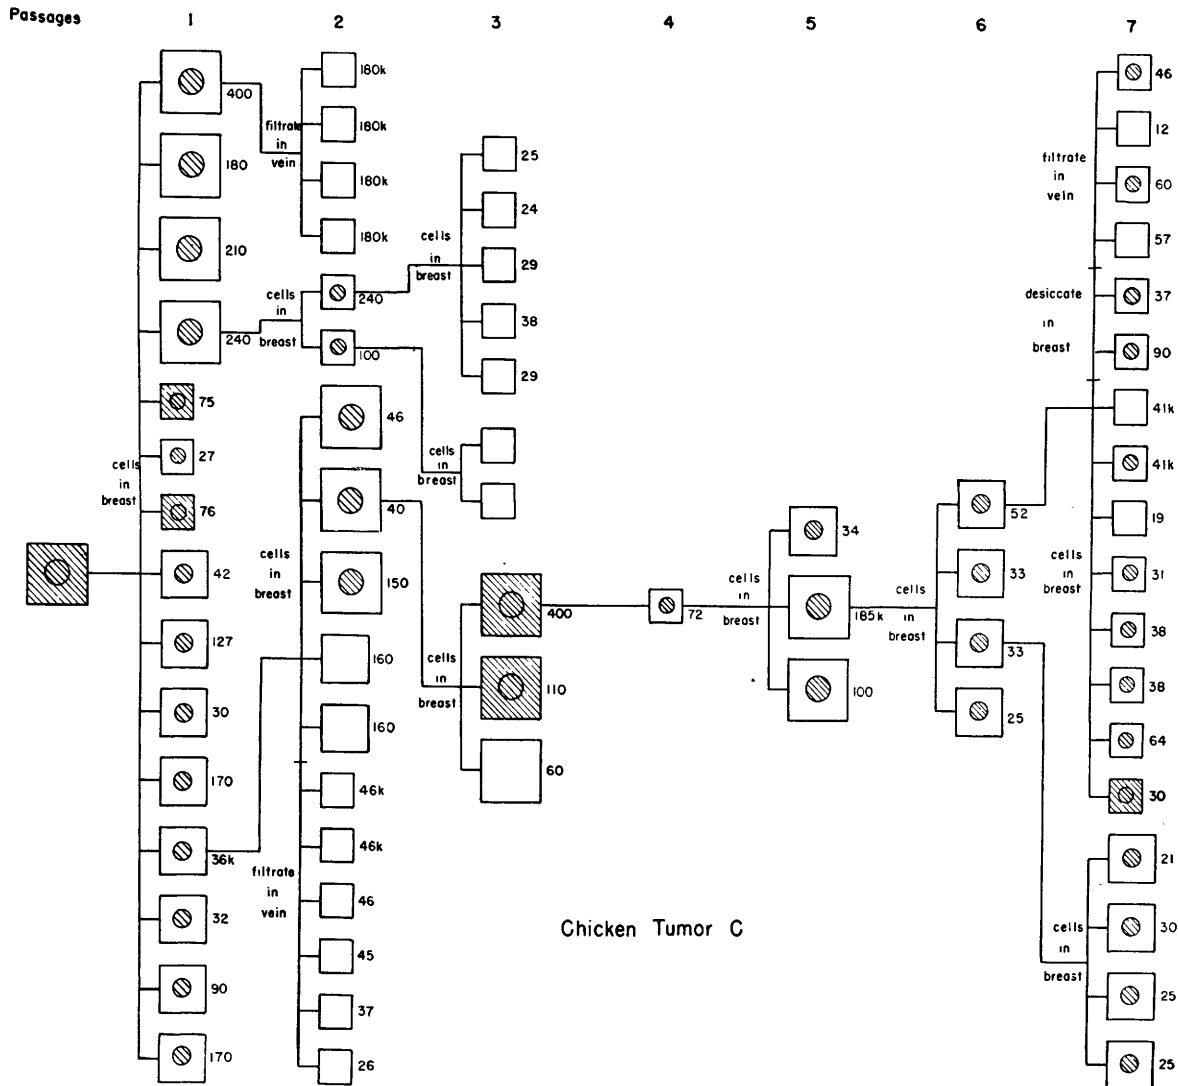 Passages 1 2 3 4 5 6 7
400
180
210
240
75
27
76
cells
in
breast
42
127
30
170
36k
32
90
170
filtrate
in
vein
180k
180k
180k
180k
cells
in
breast
240
100
46
40
150
cells
in
breast
160
160
46k
46k
46
45
37
26
filtrate
in
vein
cells
in
breast
25
24
29
38
29
cells
in
breast
cells
in
breast
400
110
60
72
cells
in
breast
34
185k
100
cells
in
breast
52
33
33
25
filtrate
in
vein
46
12
60
57
desiccate
in
breast
37
90
41k
41k
19
cells
in
breast
31
38
38
64
30
cells
in
breast
21
30
25
25
Chicken Tumor C